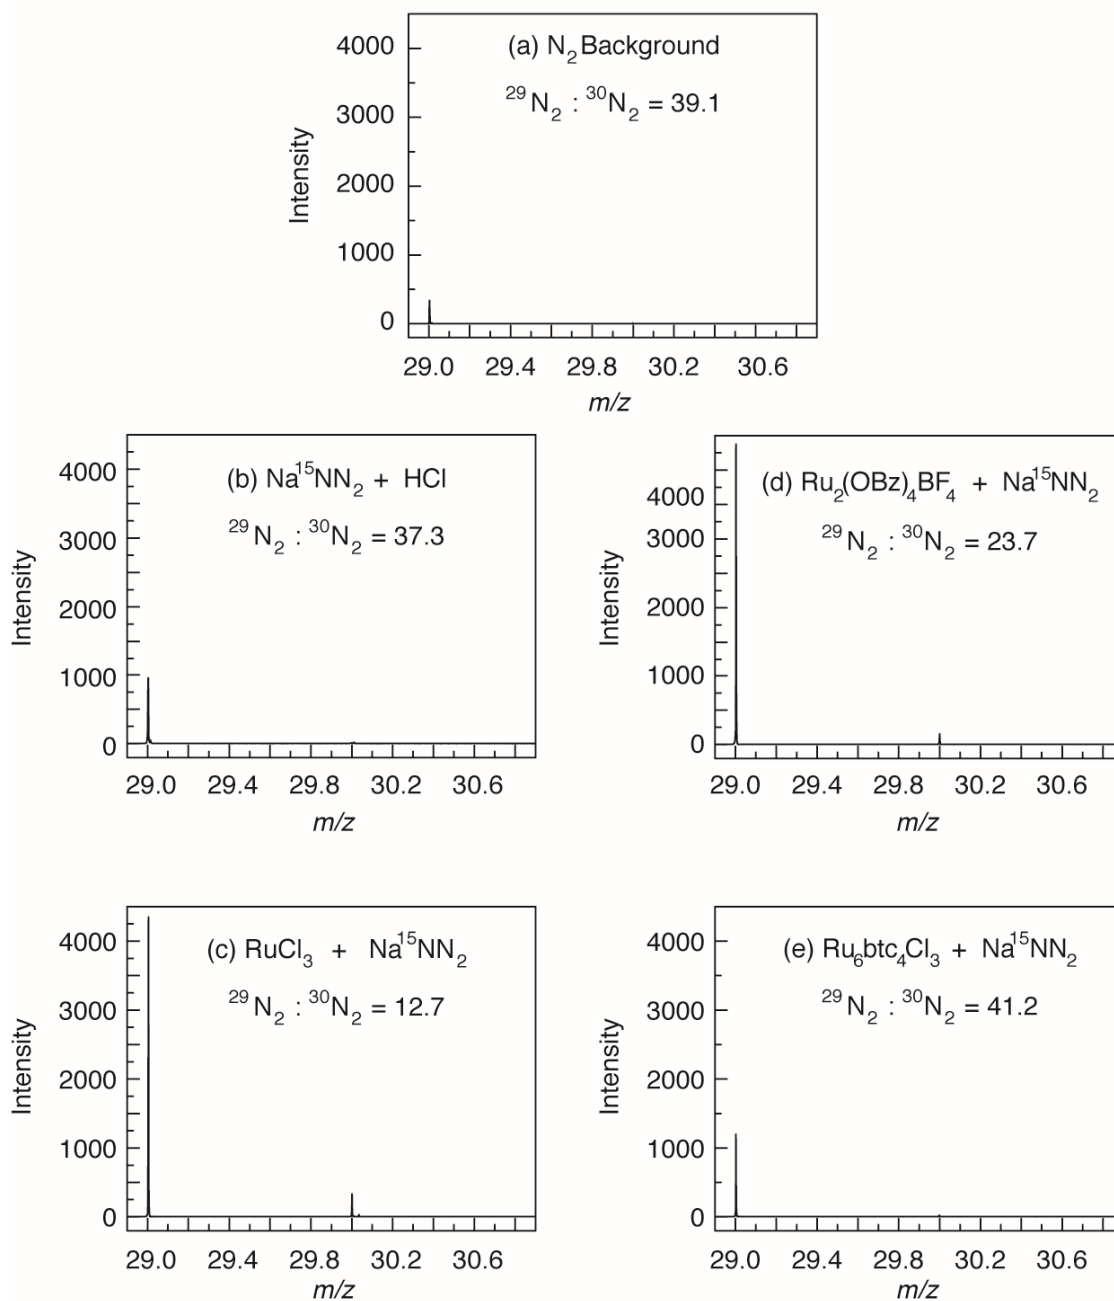 (a) N₂ Background
²⁹N₂ : ³⁰N₂ = 39.1
Intensity
4000
3000
2000
1000
0
29.0 29.4 29.8 30.2 30.6
m/z
(b) Na¹⁵NN₂ + HCl
²⁹N₂ : ³⁰N₂ = 37.3
Intensity
4000
3000
2000
1000
0
29.0 29.4 29.8 30.2 30.6
m/z
(d) Ru₂(OBz)₄BF₄ + Na¹⁵NN₂
²⁹N₂ : ³⁰N₂ = 23.7
Intensity
4000
3000
2000
1000
0
29.0 29.4 29.8 30.2 30.6
m/z
(c) RuCl₃ + Na¹⁵NN₂
²⁹N₂ : ³⁰N₂ = 12.7
Intensity
4000
3000
2000
1000
0
29.0 29.4 29.8 30.2 30.6
m/z
(e) Ru₆btc₄Cl₃ + Na¹⁵NN₂
²⁹N₂ : ³⁰N₂ = 41.2
Intensity
4000
3000
2000
1000
0
29.0 29.4 29.8 30.2 30.6
m/z